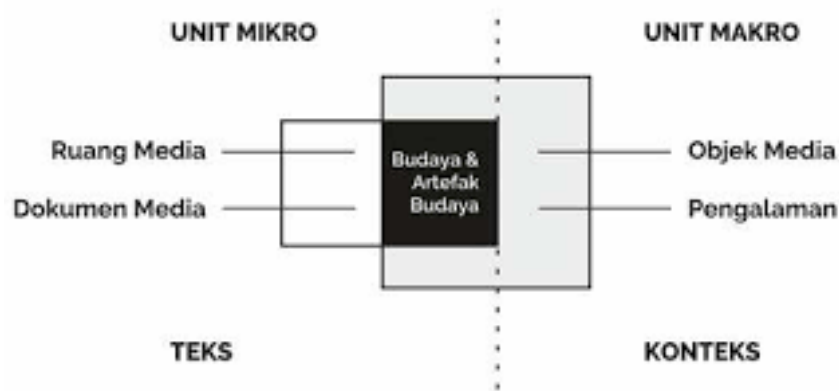 UNIT MIKRO
UNIT MAKRO
Ruang Media
Dokumen Media
Budaya &
Artefak
Budaya
Objek Media
Pengalaman
TEKS
KONTEKS